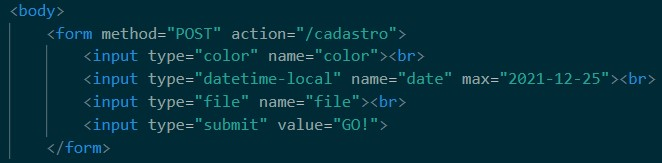 <body>
<form method="POST" action="/cadastro">
<input type="color" name="color"><br>
<input type="datetime-local" name="date" max="2021-12-25"><br>
<input type="file" name="file"><br>
<input type="submit" value="GO!">
</form>